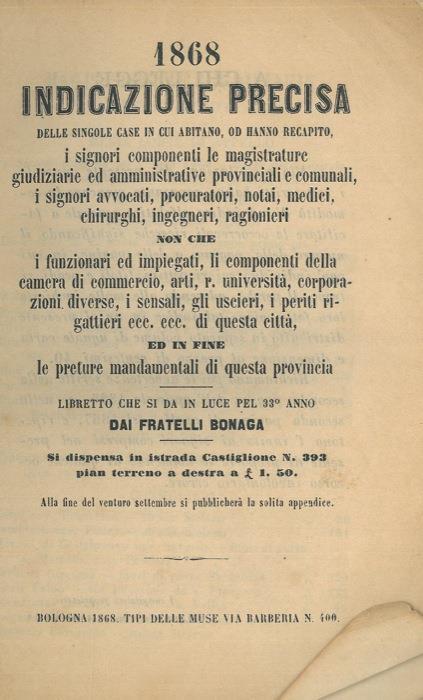 1868
INDICAZIONE PRECISA
DELLE SINGOLE CASE IN CUI ABITANO, OD HANNO RECAPITO,
i signori componenti le magistrature
giudiziarie ed amministrative provinciali e comunali,
i signori avvocati, procuratori, notai, medici,
chirurghi, ingegneri, ragionieri
NON CHE
i funzionari ed impiegati, li componenti della
camera di commercio, arti, r. università, corpora-
zioni diverse, i sensali, gli uscieri, i periti ri-
gattieri ecc. ecc. di questa città,
ED IN FINE
le preture mandamentali di questa provincia
LIBRETTO CHE SI DA IN LUCE PEL 33º ANNO
DAI FRATELLI BONAGA
Si dispensa in istrada Castiglione N. 393
pian terreno a destra a £ 1. 50.
Alla fine del venturo settembre si pubblicherà la solita appendice.
BOLOGNA 1868. TIPI DELLE MUSE VIA BARBERIA N. 400.